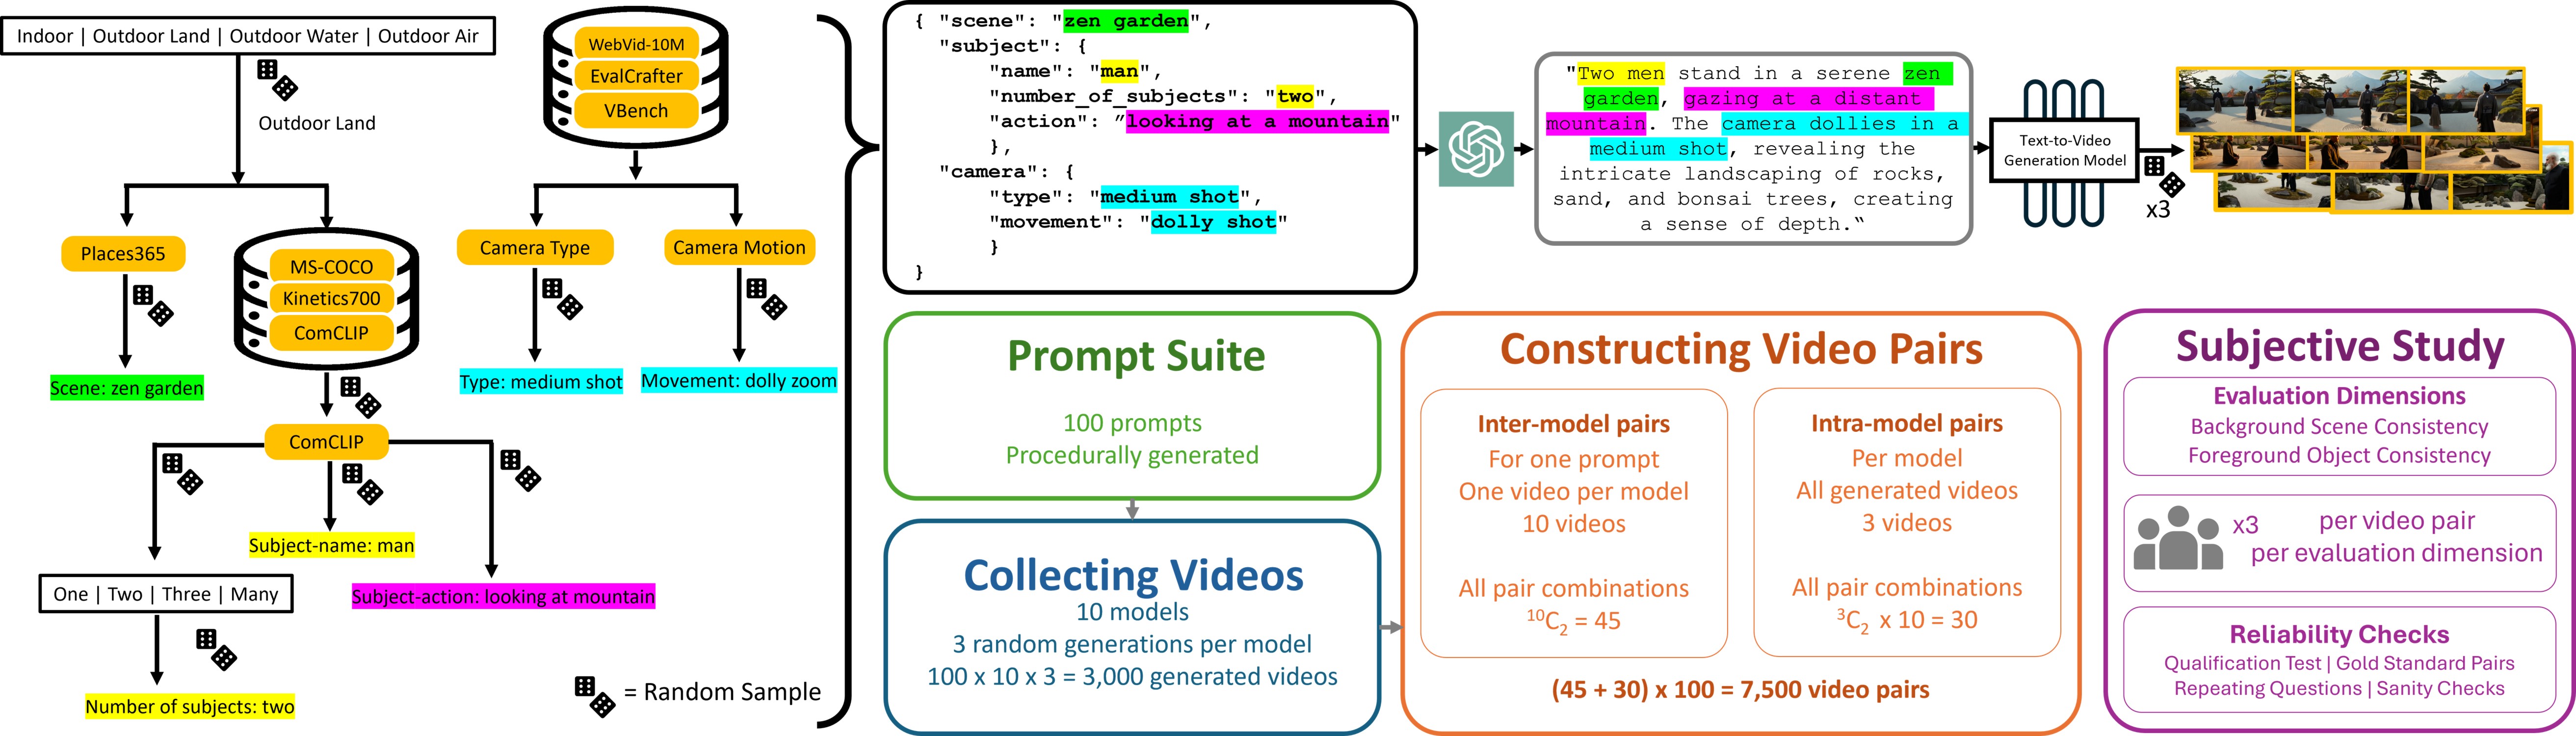 Indoor | Outdoor Land | Outdoor Water | Outdoor Air
Outdoor Land
Places365
Scene: zen garden
MS-COCO
Kinetics700
ComCLIP
ComCLIP
Subject-name: man
Subject-action: looking at mountain
One | Two | Three | Many
Number of subjects: two
WebVid-10M
EvalCrafter
VBench
Camera Type
Camera Motion
Type: medium shot
Movement: dolly zoom
= Random Sample
{ "scene": "zen garden",
"subject": {
"name": "man",
"number_of_subjects": "two",
"action": ”looking at a mountain"
},
"camera": {
"type": "medium shot",
"movement": "dolly shot"
}
}
"Two men stand in a serene zen
garden, gazing at a distant
mountain. The camera dollies in a
medium shot, revealing the
intricate landscaping of rocks,
sand, and bonsai trees, creating
a sense of depth.“
Text-to-Video
Generation Model
x3
Prompt Suite
100 prompts
Procedurally generated
Collecting Videos
10 models
3 random generations per model
100 x 10 x 3 = 3,000 generated videos
Constructing Video Pairs
Inter-model pairs
For one prompt
One video per model
10 videos
All pair combinations
¹⁰C₂ = 45
Intra-model pairs
Per model
All generated videos
3 videos
All pair combinations
³C₂ x 10 = 30
(45 + 30) x 100 = 7,500 video pairs
Subjective Study
Evaluation Dimensions
Background Scene Consistency
Foreground Object Consistency
x3 per video pair
per evaluation dimension
Reliability Checks
Qualification Test | Gold Standard Pairs
Repeating Questions | Sanity Checks